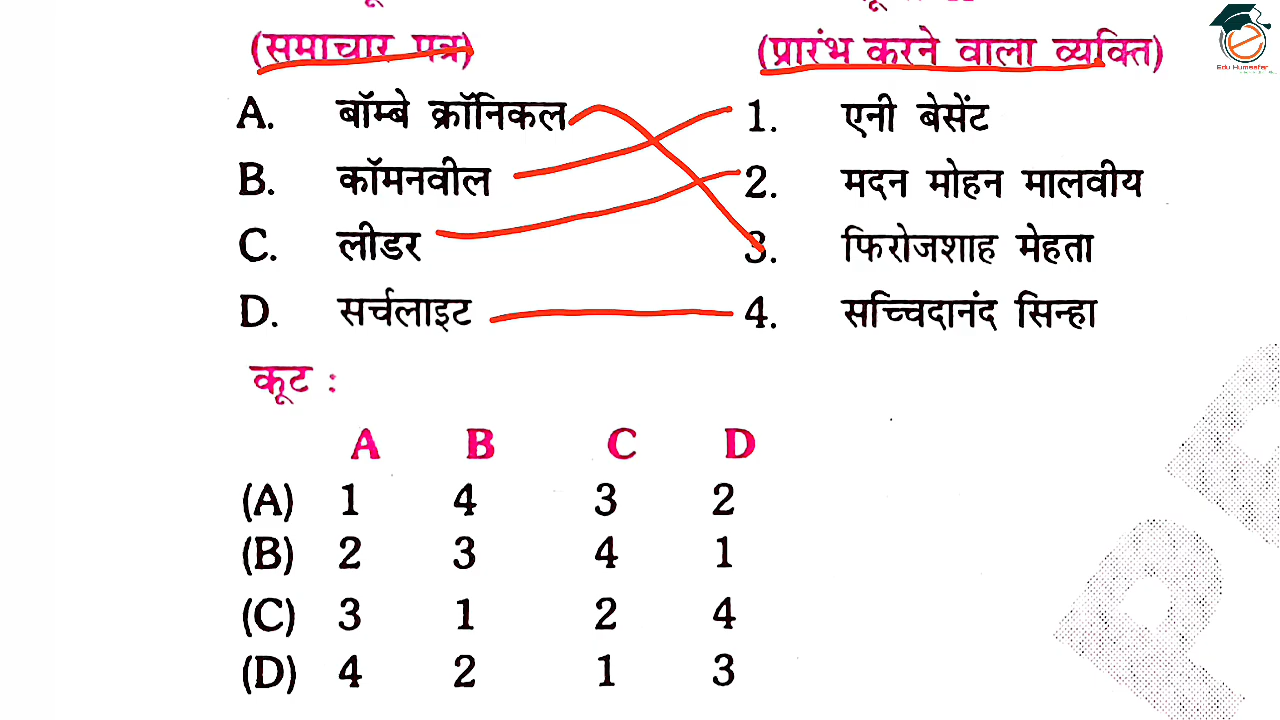 (समाचार पत्र) (प्रारंभ करने वाला व्यक्ति)
A. बॉम्बे क्रॉनिकल 1. एनी बेसेंट
B. कॉमनवील 2. मदन मोहन मालवीय
C. लीडर 3. फिरोजशाह मेहता
D. सर्चलाइट 4. सच्चिदानंद सिन्हा
कूट :
A B C D
(A) 1 4 3 2
(B) 2 3 4 1
(C) 3 1 2 4
(D) 4 2 1 3